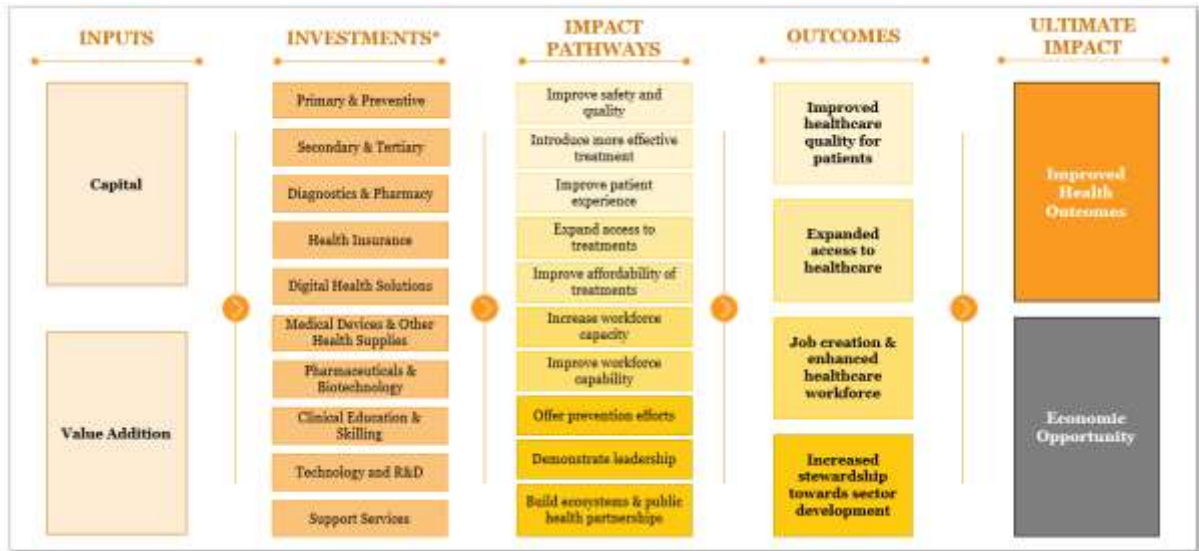 INPUTS
Capital
Value Addition
INVESTMENTS*
Primary & Preventive
Secondary & Tertiary
Diagnostics & Pharmacy
Health Insurance
Digital Health Solutions
Medical Devices & Other
Health Supplies
Pharmaceuticals &
Biotechnology
Clinical Education &
Skilling
Technology and R&D
Support Services
IMPACT
PATHWAYS
Improve safety and
quality
Introduce more effective
treatment
Improve patient
experience
Expand access to
treatments
Improve affordability of
treatments
Increase workforce
capacity
Improve workforce
capability
Offer prevention efforts
Demonstrate leadership
Build ecosystems & public
health partnerships
OUTCOMES
Improved
healthcare
quality for
patients
Expanded
access to
healthcare
Job creation &
enhanced
healthcare
workforce
Increased
stewardship
towards sector
development
ULTIMATE
IMPACT
Improved
Health
Outcomes
Economic
Opportunity